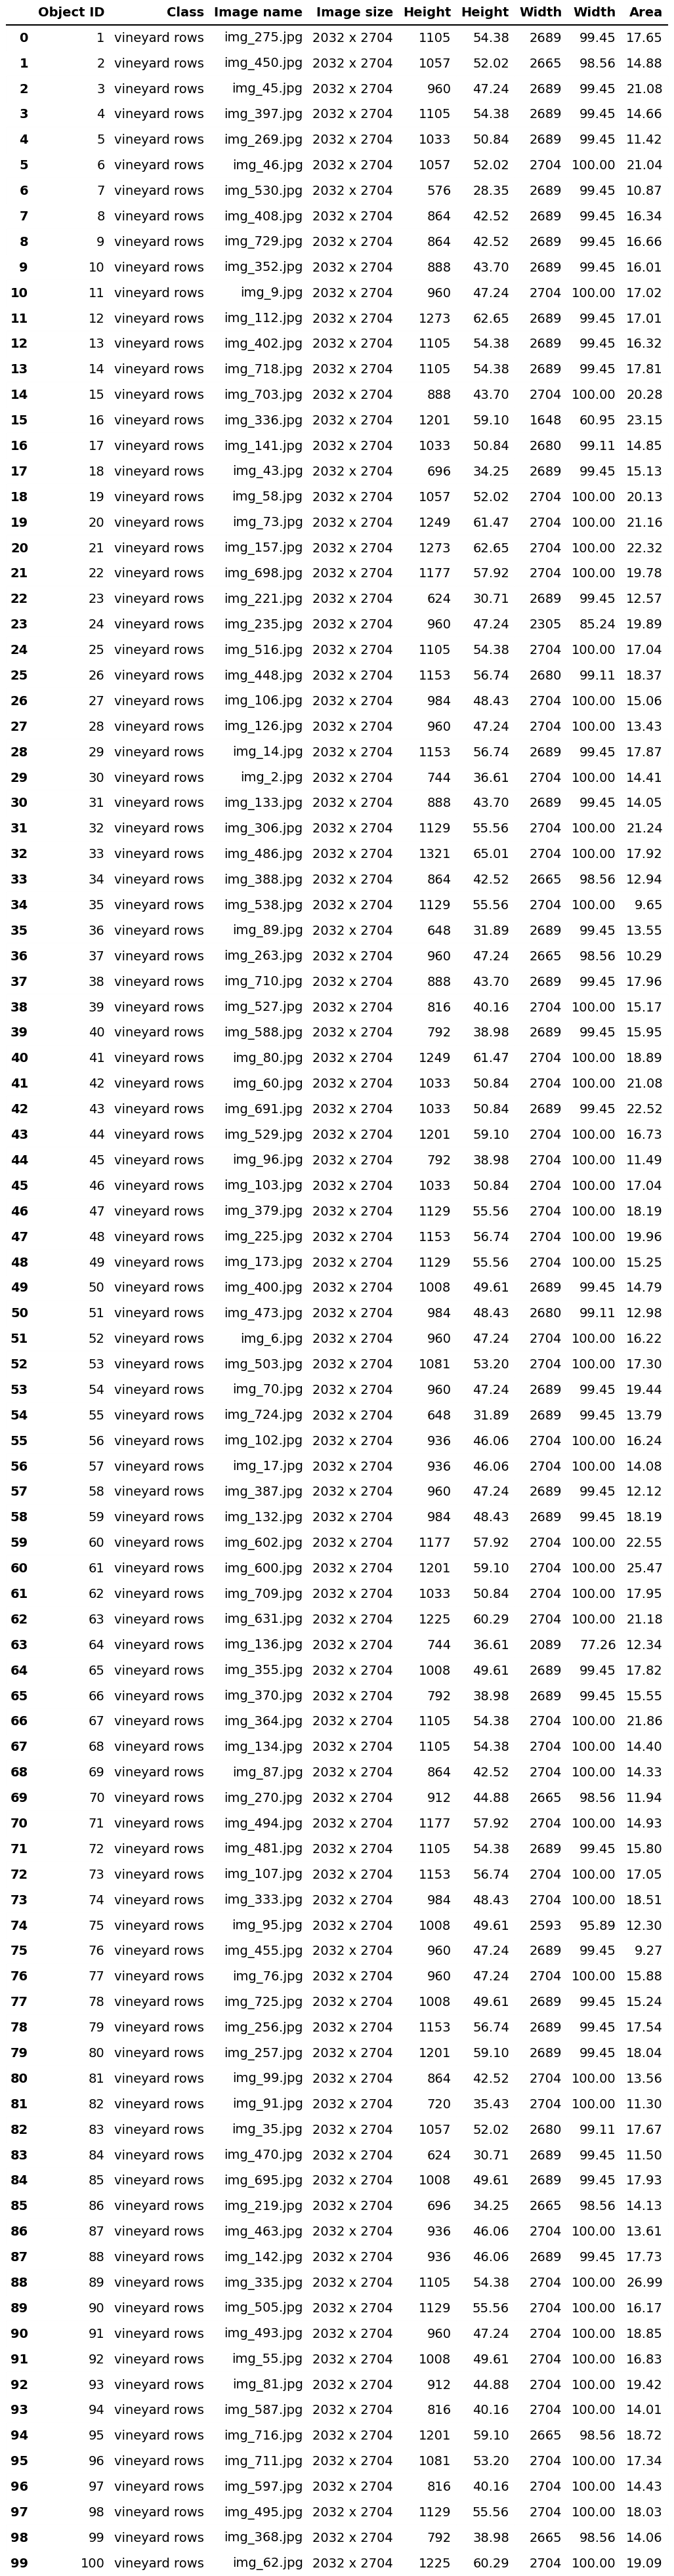 Object ID Class Image name Image size Height Height Width Width Area
0 1 vineyard rows img_275.jpg 2032 x 2704 1105 54.38 2689 99.45 17.65
1 2 vineyard rows img_450.jpg 2032 x 2704 1057 52.02 2665 98.56 14.88
2 3 vineyard rows img_45.jpg 2032 x 2704 960 47.24 2689 99.45 21.08
3 4 vineyard rows img_397.jpg 2032 x 2704 1105 54.38 2689 99.45 14.66
4 5 vineyard rows img_269.jpg 2032 x 2704 1033 50.84 2689 99.45 11.42
5 6 vineyard rows img_46.jpg 2032 x 2704 1057 52.02 2704 100.00 21.04
6 7 vineyard rows img_530.jpg 2032 x 2704 576 28.35 2689 99.45 10.87
7 8 vineyard rows img_408.jpg 2032 x 2704 864 42.52 2689 99.45 16.34
8 9 vineyard rows img_729.jpg 2032 x 2704 864 42.52 2689 99.45 16.66
9 10 vineyard rows img_352.jpg 2032 x 2704 888 43.70 2689 99.45 16.01
10 11 vineyard rows img_9.jpg 2032 x 2704 960 47.24 2704 100.00 17.02
11 12 vineyard rows img_112.jpg 2032 x 2704 1273 62.65 2689 99.45 17.01
12 13 vineyard rows img_402.jpg 2032 x 2704 1105 54.38 2689 99.45 16.32
13 14 vineyard rows img_718.jpg 2032 x 2704 1105 54.38 2689 99.45 17.81
14 15 vineyard rows img_703.jpg 2032 x 2704 888 43.70 2704 100.00 20.28
15 16 vineyard rows img_336.jpg 2032 x 2704 1201 59.10 1648 60.95 23.15
16 17 vineyard rows img_141.jpg 2032 x 2704 1033 50.84 2680 99.11 14.85
17 18 vineyard rows img_43.jpg 2032 x 2704 696 34.25 2689 99.45 15.13
18 19 vineyard rows img_58.jpg 2032 x 2704 1057 52.02 2704 100.00 20.13
19 20 vineyard rows img_73.jpg 2032 x 2704 1249 61.47 2704 100.00 21.16
20 21 vineyard rows img_157.jpg 2032 x 2704 1273 62.65 2704 100.00 22.32
21 22 vineyard rows img_698.jpg 2032 x 2704 1177 57.92 2704 100.00 19.78
22 23 vineyard rows img_221.jpg 2032 x 2704 624 30.71 2689 99.45 12.57
23 24 vineyard rows img_235.jpg 2032 x 2704 960 47.24 2305 85.24 19.89
24 25 vineyard rows img_516.jpg 2032 x 2704 1105 54.38 2704 100.00 17.04
25 26 vineyard rows img_448.jpg 2032 x 2704 1153 56.74 2680 99.11 18.37
26 27 vineyard rows img_106.jpg 2032 x 2704 984 48.43 2704 100.00 15.06
27 28 vineyard rows img_126.jpg 2032 x 2704 960 47.24 2704 100.00 13.43
28 29 vineyard rows img_14.jpg 2032 x 2704 1153 56.74 2689 99.45 17.87
29 30 vineyard rows img_2.jpg 2032 x 2704 744 36.61 2704 100.00 14.41
30 31 vineyard rows img_133.jpg 2032 x 2704 888 43.70 2689 99.45 14.05
31 32 vineyard rows img_306.jpg 2032 x 2704 1129 55.56 2704 100.00 21.24
32 33 vineyard rows img_486.jpg 2032 x 2704 1321 65.01 2704 100.00 17.92
33 34 vineyard rows img_388.jpg 2032 x 2704 864 42.52 2665 98.56 12.94
34 35 vineyard rows img_538.jpg 2032 x 2704 1129 55.56 2704 100.00 9.65
35 36 vineyard rows img_89.jpg 2032 x 2704 648 31.89 2689 99.45 13.55
36 37 vineyard rows img_263.jpg 2032 x 2704 960 47.24 2665 98.56 10.29
37 38 vineyard rows img_710.jpg 2032 x 2704 888 43.70 2689 99.45 17.96
38 39 vineyard rows img_527.jpg 2032 x 2704 816 40.16 2704 100.00 15.17
39 40 vineyard rows img_588.jpg 2032 x 2704 792 38.98 2689 99.45 15.95
40 41 vineyard rows img_80.jpg 2032 x 2704 1249 61.47 2704 100.00 18.89
41 42 vineyard rows img_60.jpg 2032 x 2704 1033 50.84 2704 100.00 21.08
42 43 vineyard rows img_691.jpg 2032 x 2704 1033 50.84 2689 99.45 22.52
43 44 vineyard rows img_529.jpg 2032 x 2704 1201 59.10 2704 100.00 16.73
44 45 vineyard rows img_96.jpg 2032 x 2704 792 38.98 2704 100.00 11.49
45 46 vineyard rows img_103.jpg 2032 x 2704 1033 50.84 2704 100.00 17.04
46 47 vineyard rows img_379.jpg 2032 x 2704 1129 55.56 2704 100.00 18.19
47 48 vineyard rows img_225.jpg 2032 x 2704 1153 56.74 2704 100.00 19.96
48 49 vineyard rows img_173.jpg 2032 x 2704 1129 55.56 2704 100.00 15.25
49 50 vineyard rows img_400.jpg 2032 x 2704 1008 49.61 2689 99.45 14.79
50 51 vineyard rows img_473.jpg 2032 x 2704 984 48.43 2680 99.11 12.98
51 52 vineyard rows img_6.jpg 2032 x 2704 960 47.24 2704 100.00 16.22
52 53 vineyard rows img_503.jpg 2032 x 2704 1081 53.20 2704 100.00 17.30
53 54 vineyard rows img_70.jpg 2032 x 2704 960 47.24 2689 99.45 19.44
54 55 vineyard rows img_724.jpg 2032 x 2704 648 31.89 2689 99.45 13.79
55 56 vineyard rows img_102.jpg 2032 x 2704 936 46.06 2704 100.00 16.24
56 57 vineyard rows img_17.jpg 2032 x 2704 936 46.06 2704 100.00 14.08
57 58 vineyard rows img_387.jpg 2032 x 2704 960 47.24 2689 99.45 12.12
58 59 vineyard rows img_132.jpg 2032 x 2704 984 48.43 2689 99.45 18.19
59 60 vineyard rows img_602.jpg 2032 x 2704 1177 57.92 2704 100.00 22.55
60 61 vineyard rows img_600.jpg 2032 x 2704 1201 59.10 2704 100.00 25.47
61 62 vineyard rows img_709.jpg 2032 x 2704 1033 50.84 2704 100.00 17.95
62 63 vineyard rows img_631.jpg 2032 x 2704 1225 60.29 2704 100.00 21.18
63 64 vineyard rows img_136.jpg 2032 x 2704 744 36.61 2089 77.26 12.34
64 65 vineyard rows img_355.jpg 2032 x 2704 1008 49.61 2689 99.45 17.82
65 66 vineyard rows img_370.jpg 2032 x 2704 792 38.98 2689 99.45 15.55
66 67 vineyard rows img_364.jpg 2032 x 2704 1105 54.38 2704 100.00 21.86
67 68 vineyard rows img_134.jpg 2032 x 2704 1105 54.38 2704 100.00 14.40
68 69 vineyard rows img_87.jpg 2032 x 2704 864 42.52 2704 100.00 14.33
69 70 vineyard rows img_270.jpg 2032 x 2704 912 44.88 2665 98.56 11.94
70 71 vineyard rows img_494.jpg 2032 x 2704 1177 57.92 2704 100.00 14.93
71 72 vineyard rows img_481.jpg 2032 x 2704 1105 54.38 2689 99.45 15.80
72 73 vineyard rows img_107.jpg 2032 x 2704 1153 56.74 2704 100.00 17.05
73 74 vineyard rows img_333.jpg 2032 x 2704 984 48.43 2704 100.00 18.51
74 75 vineyard rows img_95.jpg 2032 x 2704 1008 49.61 2593 95.89 12.30
75 76 vineyard rows img_455.jpg 2032 x 2704 960 47.24 2689 99.45 9.27
76 77 vineyard rows img_76.jpg 2032 x 2704 960 47.24 2704 100.00 15.88
77 78 vineyard rows img_725.jpg 2032 x 2704 1008 49.61 2689 99.45 15.24
78 79 vineyard rows img_256.jpg 2032 x 2704 1153 56.74 2689 99.45 17.54
79 80 vineyard rows img_257.jpg 2032 x 2704 1201 59.10 2689 99.45 18.04
80 81 vineyard rows img_99.jpg 2032 x 2704 864 42.52 2704 100.00 13.56
81 82 vineyard rows img_91.jpg 2032 x 2704 720 35.43 2704 100.00 11.30
82 83 vineyard rows img_35.jpg 2032 x 2704 1057 52.02 2680 99.11 17.67
83 84 vineyard rows img_470.jpg 2032 x 2704 624 30.71 2689 99.45 11.50
84 85 vineyard rows img_695.jpg 2032 x 2704 1008 49.61 2689 99.45 17.93
85 86 vineyard rows img_219.jpg 2032 x 2704 696 34.25 2665 98.56 14.13
86 87 vineyard rows img_463.jpg 2032 x 2704 936 46.06 2704 100.00 13.61
87 88 vineyard rows img_142.jpg 2032 x 2704 936 46.06 2689 99.45 17.73
88 89 vineyard rows img_335.jpg 2032 x 2704 1105 54.38 2704 100.00 26.99
89 90 vineyard rows img_505.jpg 2032 x 2704 1129 55.56 2704 100.00 16.17
90 91 vineyard rows img_493.jpg 2032 x 2704 960 47.24 2704 100.00 18.85
91 92 vineyard rows img_55.jpg 2032 x 2704 1008 49.61 2704 100.00 16.83
92 93 vineyard rows img_81.jpg 2032 x 2704 912 44.88 2704 100.00 19.42
93 94 vineyard rows img_587.jpg 2032 x 2704 816 40.16 2704 100.00 14.01
94 95 vineyard rows img_716.jpg 2032 x 2704 1201 59.10 2665 98.56 18.72
95 96 vineyard rows img_711.jpg 2032 x 2704 1081 53.20 2704 100.00 17.34
96 97 vineyard rows img_597.jpg 2032 x 2704 816 40.16 2704 100.00 14.43
97 98 vineyard rows img_495.jpg 2032 x 2704 1129 55.56 2704 100.00 18.03
98 99 vineyard rows img_368.jpg 2032 x 2704 792 38.98 2665 98.56 14.06
99 100 vineyard rows img_62.jpg 2032 x 2704 1225 60.29 2704 100.00 19.09